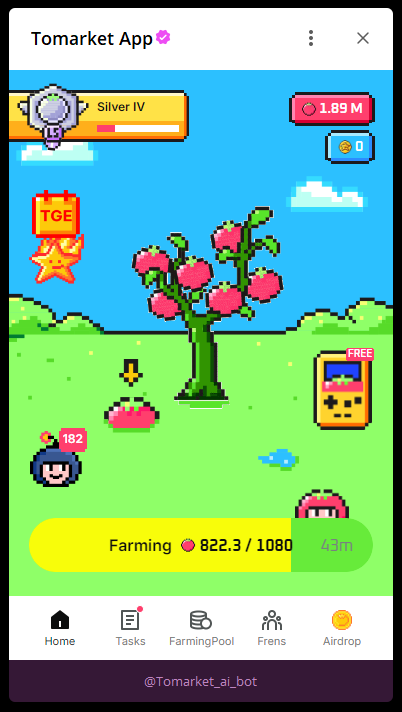 Tomarket App
Silver IV
1.89 M
0
TGE
FREE
182
Farming 822.3 / 1080 43m
Home Tasks FarmingPool Frens Airdrop
@Tomarket_ai_bot